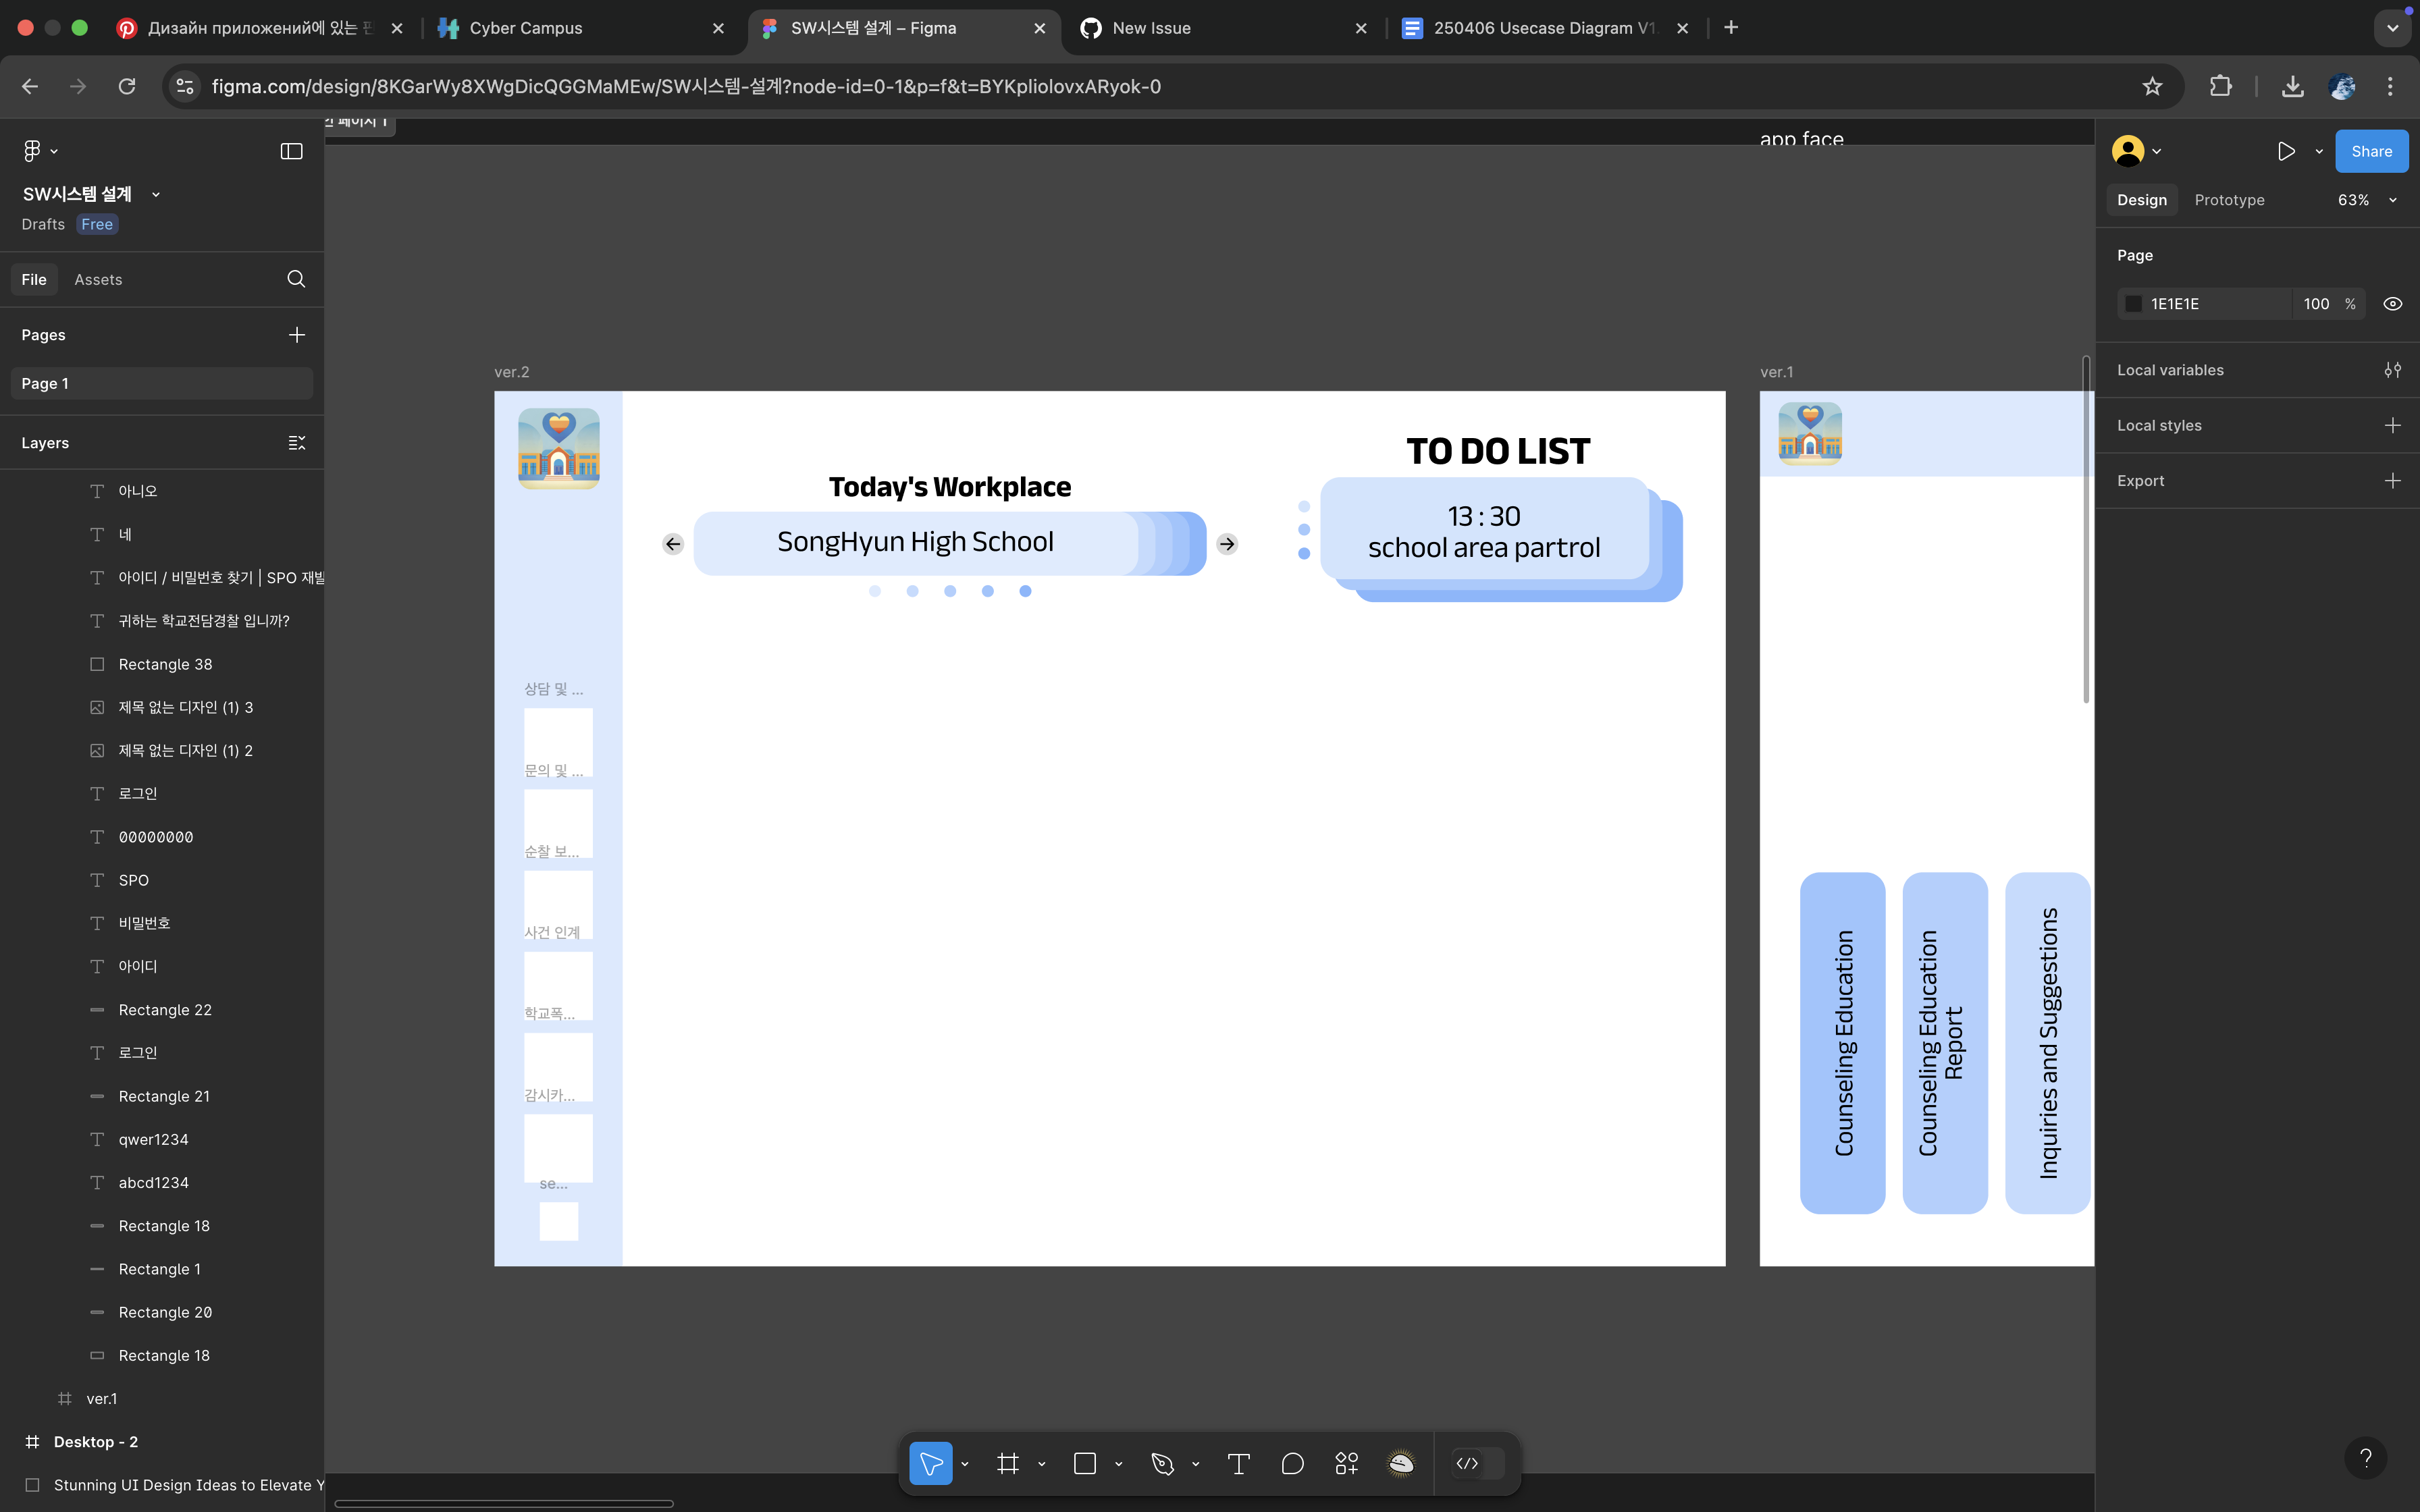 Дизайн приложений에 있는 핀
Cyber Campus
SW시스템 설계 – Figma
New Issue
250406 Usecase Diagram V1.
figma.com/design/8KGarWy8XWgDicQGGMaMEw/SW시스템-설계?node-id=0-1&p=f&t=BYKpliolovxARyok-0
SW시스템 설계
Drafts Free
File Assets
Pages
Page 1
Layers
아니오
네
아이디 / 비밀번호 찾기 | SPO 재발
귀하는 학교전담경찰 입니까?
Rectangle 38
제목 없는 디자인 (1) 3
제목 없는 디자인 (1) 2
로그인
00000000
SPO
비밀번호
아이디
Rectangle 22
로그인
Rectangle 21
qwer1234
abcd1234
Rectangle 18
Rectangle 1
Rectangle 20
Rectangle 18
ver.1
Desktop - 2
Stunning UI Design Ideas to Elevate Y
페이지 1
app face
ver.2
Today's Workplace
SongHyun High School
TO DO LIST
13 : 30
school area partrol
상담 및 ...
문의 및 ...
순찰 보...
사건 인계
학교폭...
감시카...
se...
ver.1
Counseling Education
Counseling Education
Report
Inquiries and Suggestions
Share
Design Prototype 63%
Page
1E1E1E 100 %
Local variables
Local styles
Export
?